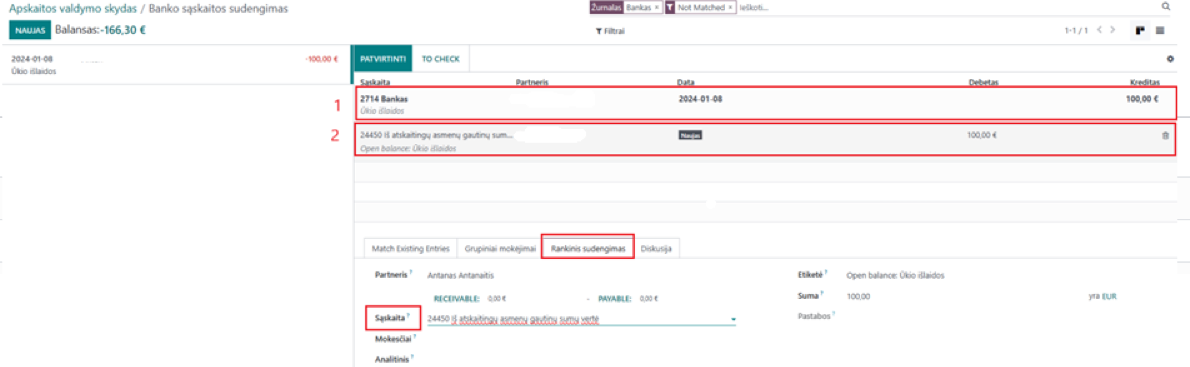 Apskaitos valdymo skydas / Banko sąskaitos sudengimas
Žurnalas Bankas × Not Matched × Ieškoti...
NAUJAS Balansas:-166,30 €
Filtrai
1-1 / 1 < >
2024-01-08 -100,00 €
Ūkio išlaidos
PATVIRTINTI TO CHECK
Sąskaita Partneris Data Debetas Kreditas
1
2714 Bankas 2024-01-08 100,00 €
Ūkio išlaidos
2
24450 Iš atskaitingų asmenų gautinų sum... Naujas 100,00 €
Open balance: Ūkio išlaidos
Match Existing Entries Grupiniai mokėjimai Rankinis sudengimas Diskusija
Partneris ? Antanas Antanaitis Etiketė ? Open balance: Ūkio išlaidos
RECEIVABLE: 0,00 € - PAYABLE: 0,00 € Suma ? 100,00 yra EUR
Sąskaita ? 24450 Iš atskaitingų asmenų gautinų sumų vertė Pastabos ?
Mokesčiai ?
Analitinis ?